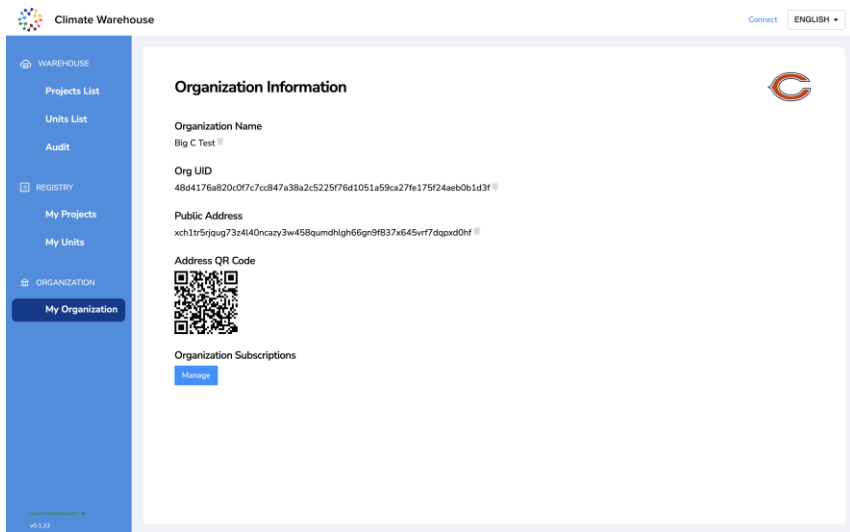 Climate Warehouse
Connect
ENGLISH
WAREHOUSE
Projects List
Units List
Audit
REGISTRY
My Projects
My Units
ORGANIZATION
My Organization
v0.1.23
Organization Information
Organization Name
Big C Test
Org UID
48d4176a820c0f7c7cc847a38a2c5225f76d1051a59ca27fe175f24aeb0b1d3f
Public Address
xch1tr5rjqug73z4l40ncazy3w458qumdhlgh66gn9f837x645vrf7dqpxd0hf
Address QR Code
Organization Subscriptions
Manage